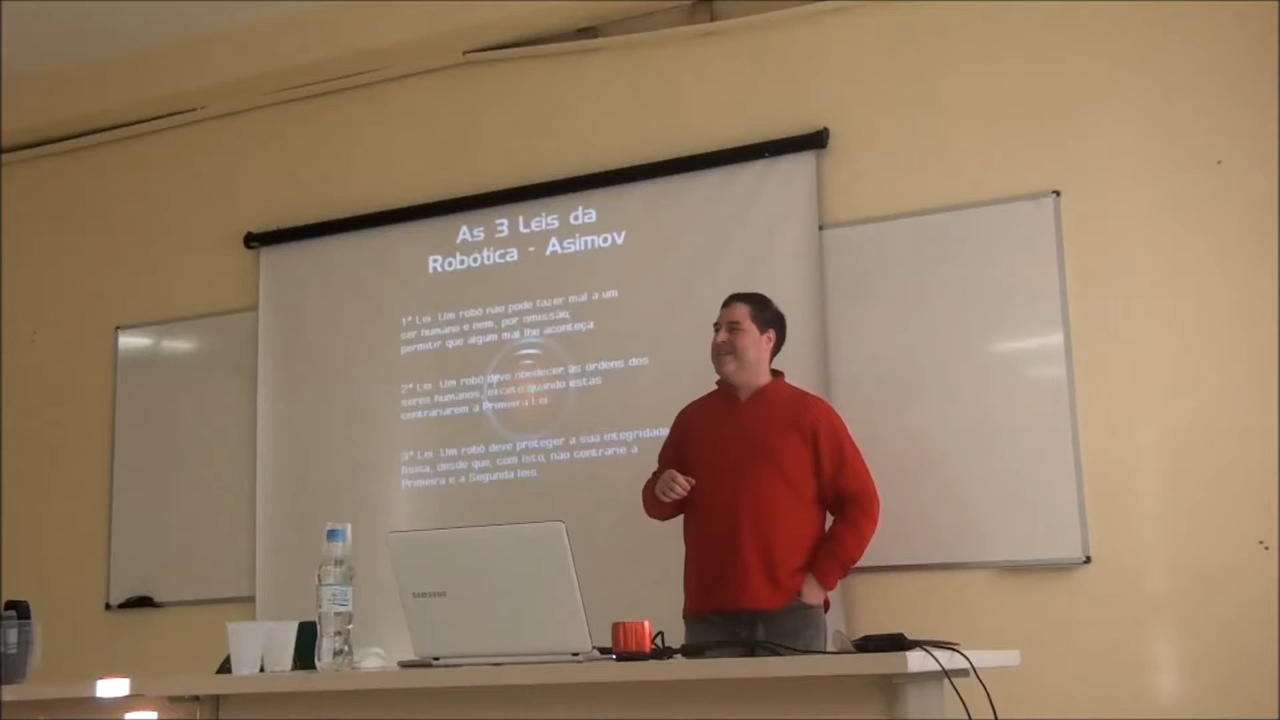 As 3 Leis da
Robótica - Asimov
1ª Lei: Um robô não pode fazer mal a um
ser humano e nem, por omissão,
permitir que algum mal lhe aconteça.
2ª Lei: Um robô deve obedecer às ordens dos
seres humanos, exceto quando estas
contrariarem a Primeira Lei.
3ª Lei: Um robô deve proteger a sua integridade
física, desde que, com isto, não contrarie a
Primeira e a Segunda leis.
SAMSUNG